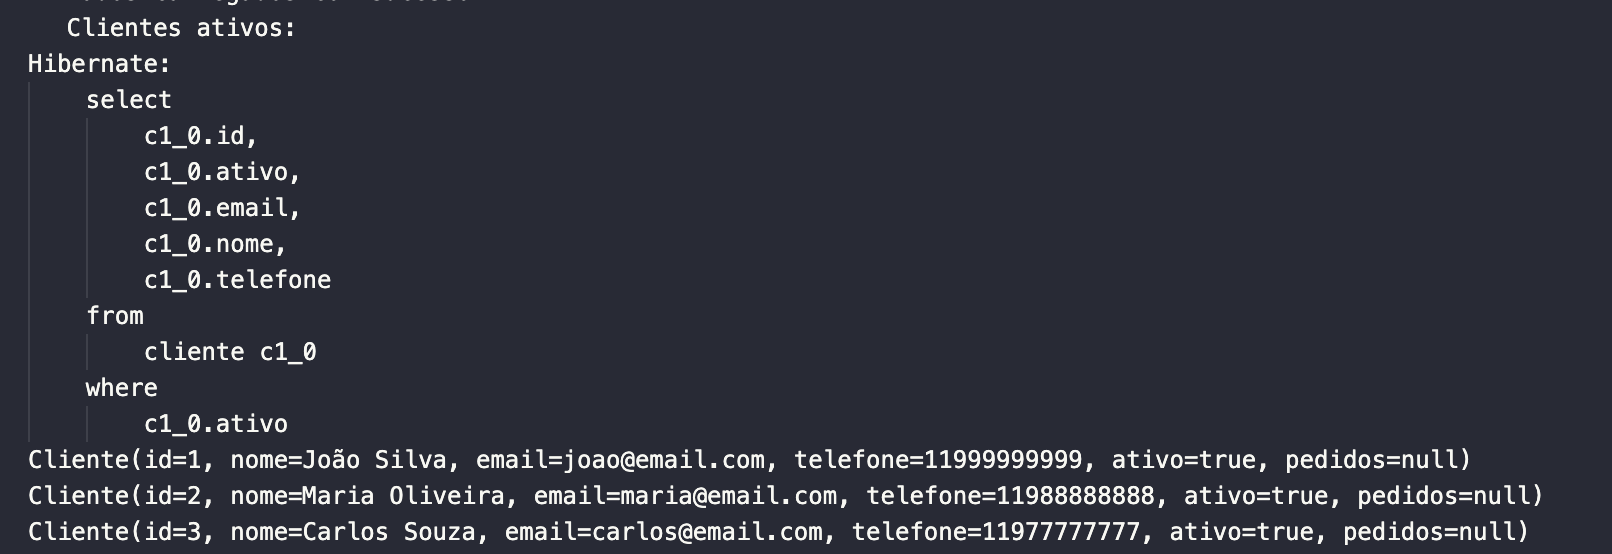 Clientes ativos:
Hibernate:
select
c1_0.id,
c1_0.ativo,
c1_0.email,
c1_0.nome,
c1_0.telefone
from
cliente c1_0
where
c1_0.ativo
Cliente(id=1, nome=João Silva, email=joao@email.com, telefone=11999999999, ativo=true, pedidos=null)
Cliente(id=2, nome=Maria Oliveira, email=maria@email.com, telefone=11988888888, ativo=true, pedidos=null)
Cliente(id=3, nome=Carlos Souza, email=carlos@email.com, telefone=11977777777, ativo=true, pedidos=null)